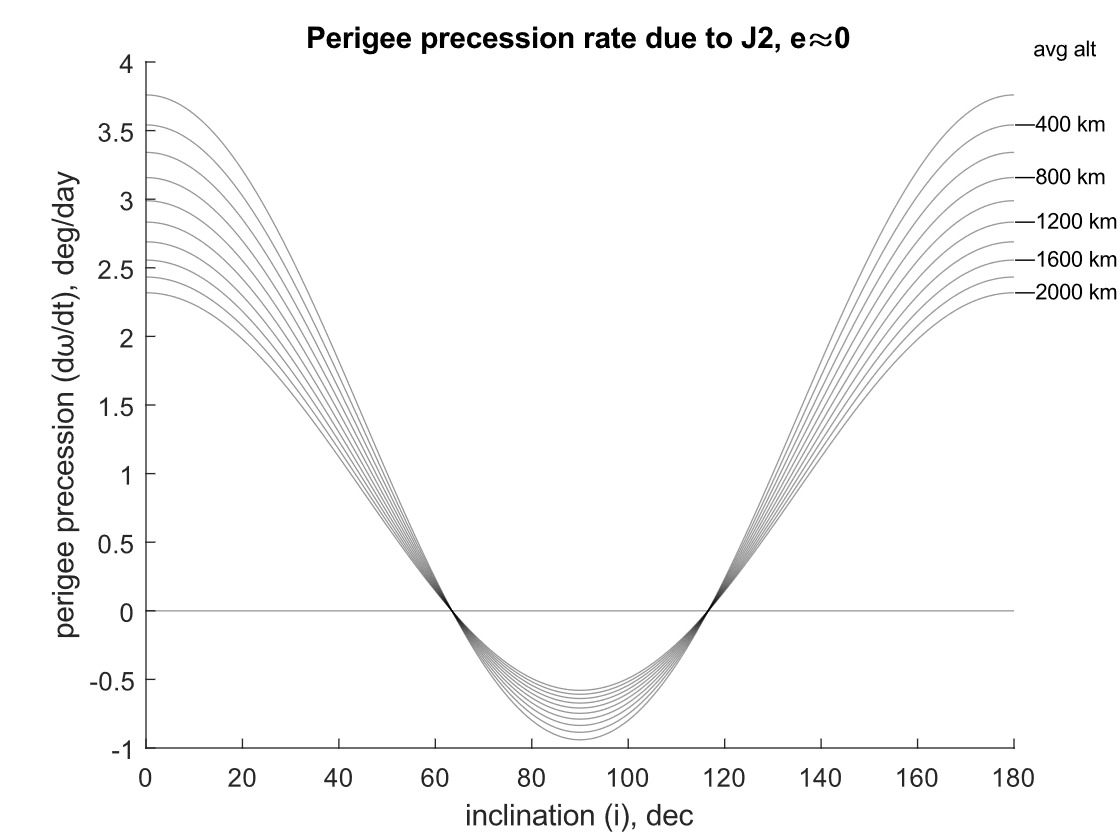 Perigee precession rate due to J2, e≈0
avg alt
4
3.5
3
2.5
2
1.5
1
0.5
0
-0.5
-1
perigee precession (dω/dt), deg/day
400 km
800 km
1200 km
1600 km
2000 km
0 20 40 60 80 100 120 140 160 180
inclination (i), dec